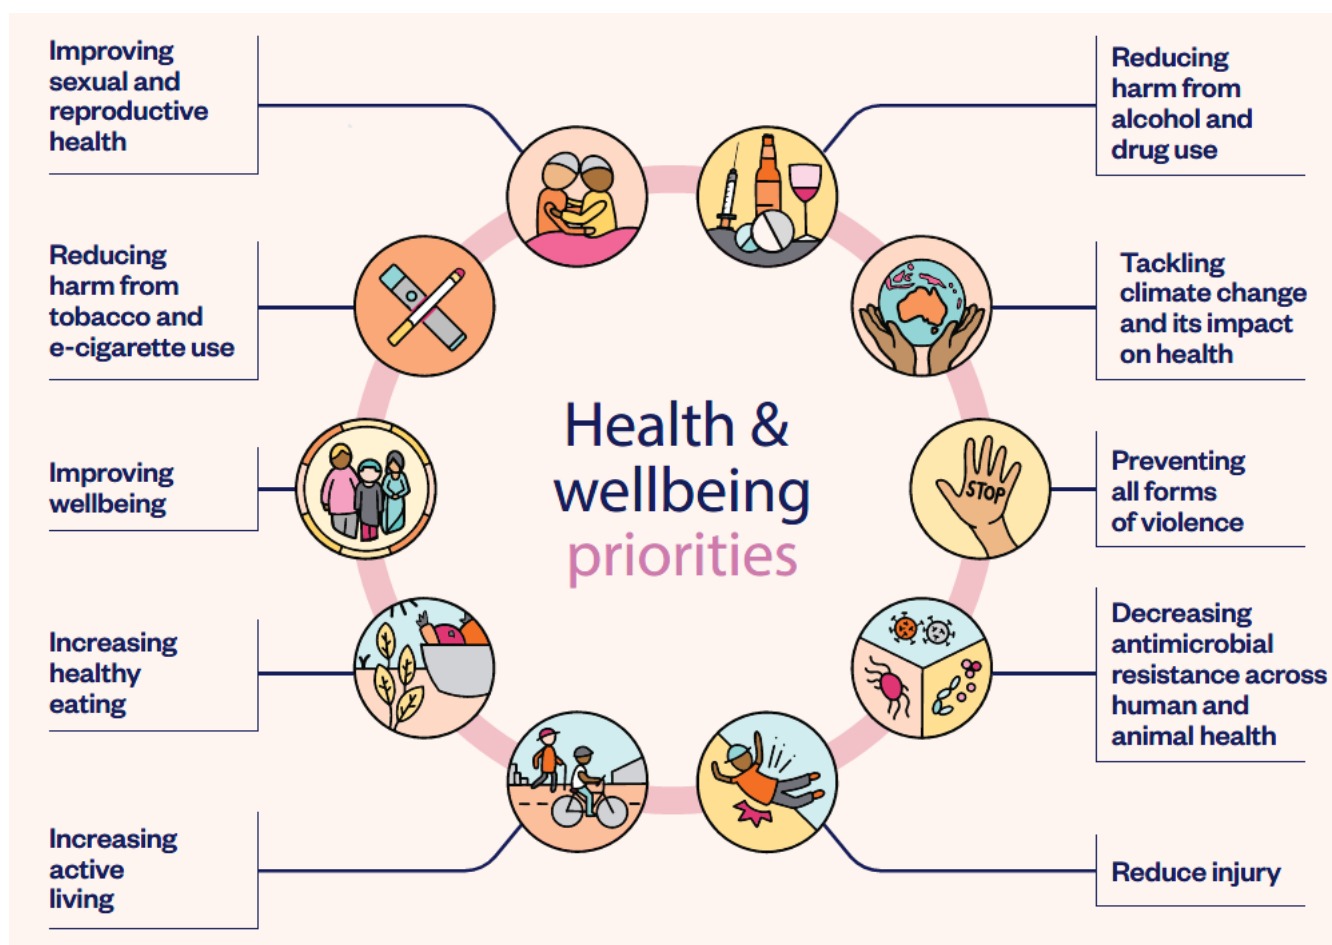 Improving
sexual and
reproductive
health
Reducing
harm from
tobacco and
e-cigarette use
Improving
wellbeing
Increasing
healthy
eating
Increasing
active
living
Health &
wellbeing
priorities
Reducing
harm from
alcohol and
drug use
Tackling
climate change
and its impact
on health
STOP
Preventing
all forms
of violence
Decreasing
antimicrobial
resistance across
human and
animal health
Reduce injury